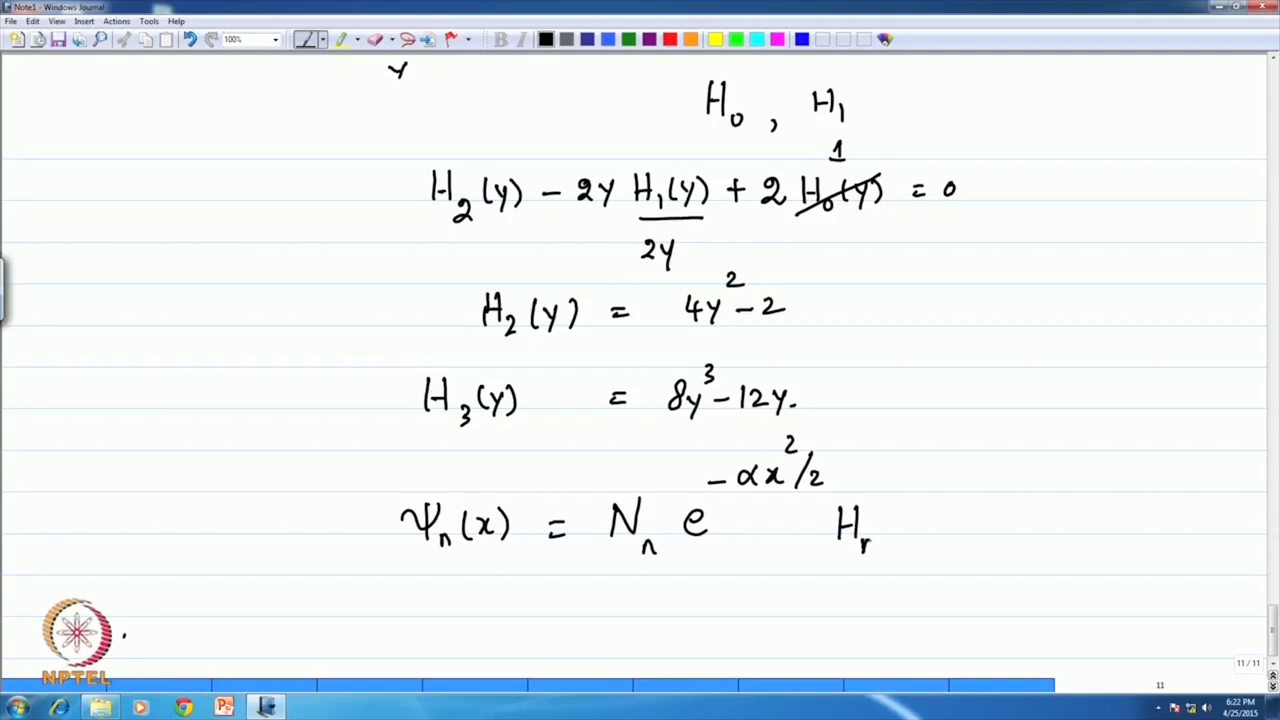 Note1 - Windows Journal
File Edit View Insert Actions Tools Help
100%
y
H₀ , H₁
1
H₂(y) - 2y H₁(y) + 2 H₀(y) = 0
2y
H₂(y) = 4y² - 2
H₃(y) = 8y³ - 12y.
ψₙ(x) = Nₙ e^(-αx²/2) H
NPTEL
11 / 11
11
6:22 PM
4/25/2015